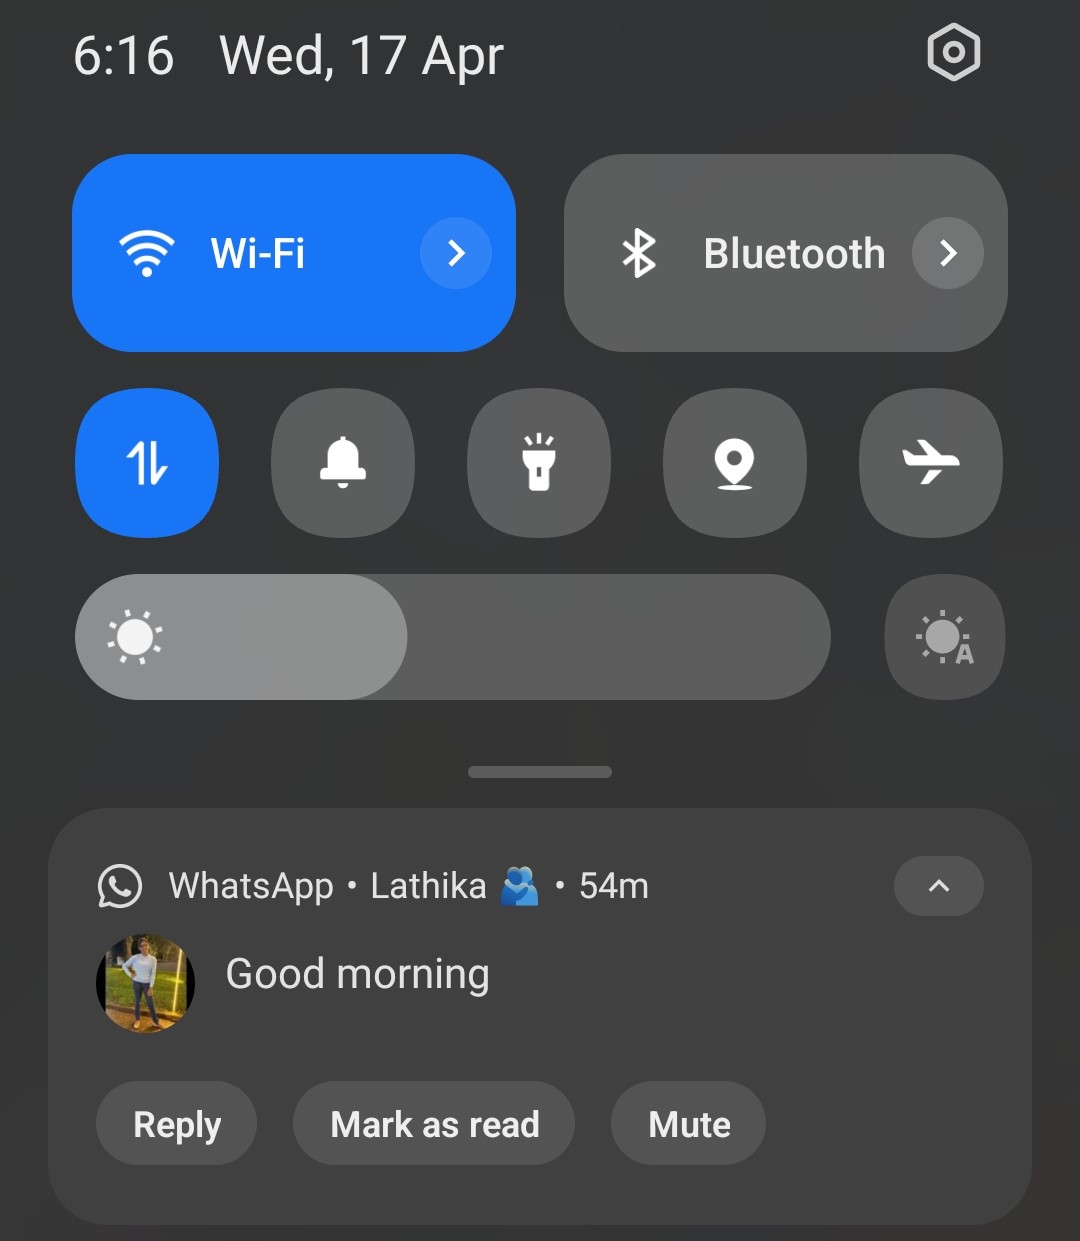 6:16 Wed, 17 Apr
Wi-Fi
Bluetooth
A
WhatsApp • Lathika 🫂 • 54m
Good morning
Reply Mark as read Mute